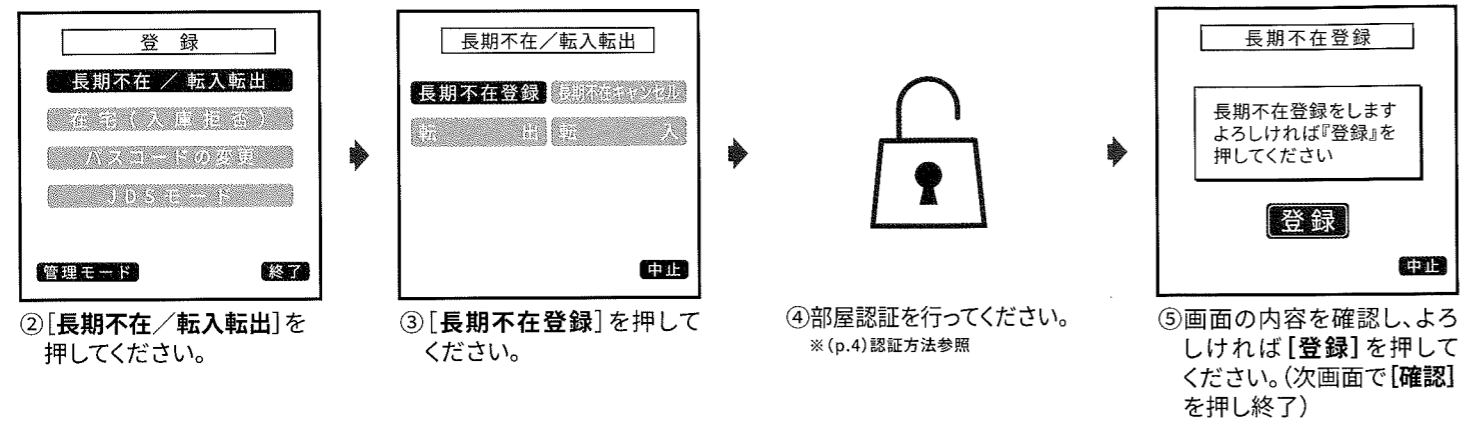 登 録
長期不在 ／ 転入転出
在 宅 ( 入 庫 拒 否 )
パスコードの変更
JDSモード
管理モード
終了
②[長期不在／転入転出]を
押してください。
長期不在／転入転出
長期不在登録
長期不在キャンセル
転 出
転 入
中止
③[長期不在登録]を押して
ください。
④部屋認証を行ってください。
※(p.4)認証方法参照
長期不在登録
長期不在登録をします
よろしければ『登録』を
押してください
登録
中止
⑤画面の内容を確認し、よろ
しければ[登録]を押して
ください。(次画面で[確認]
を押し終了)